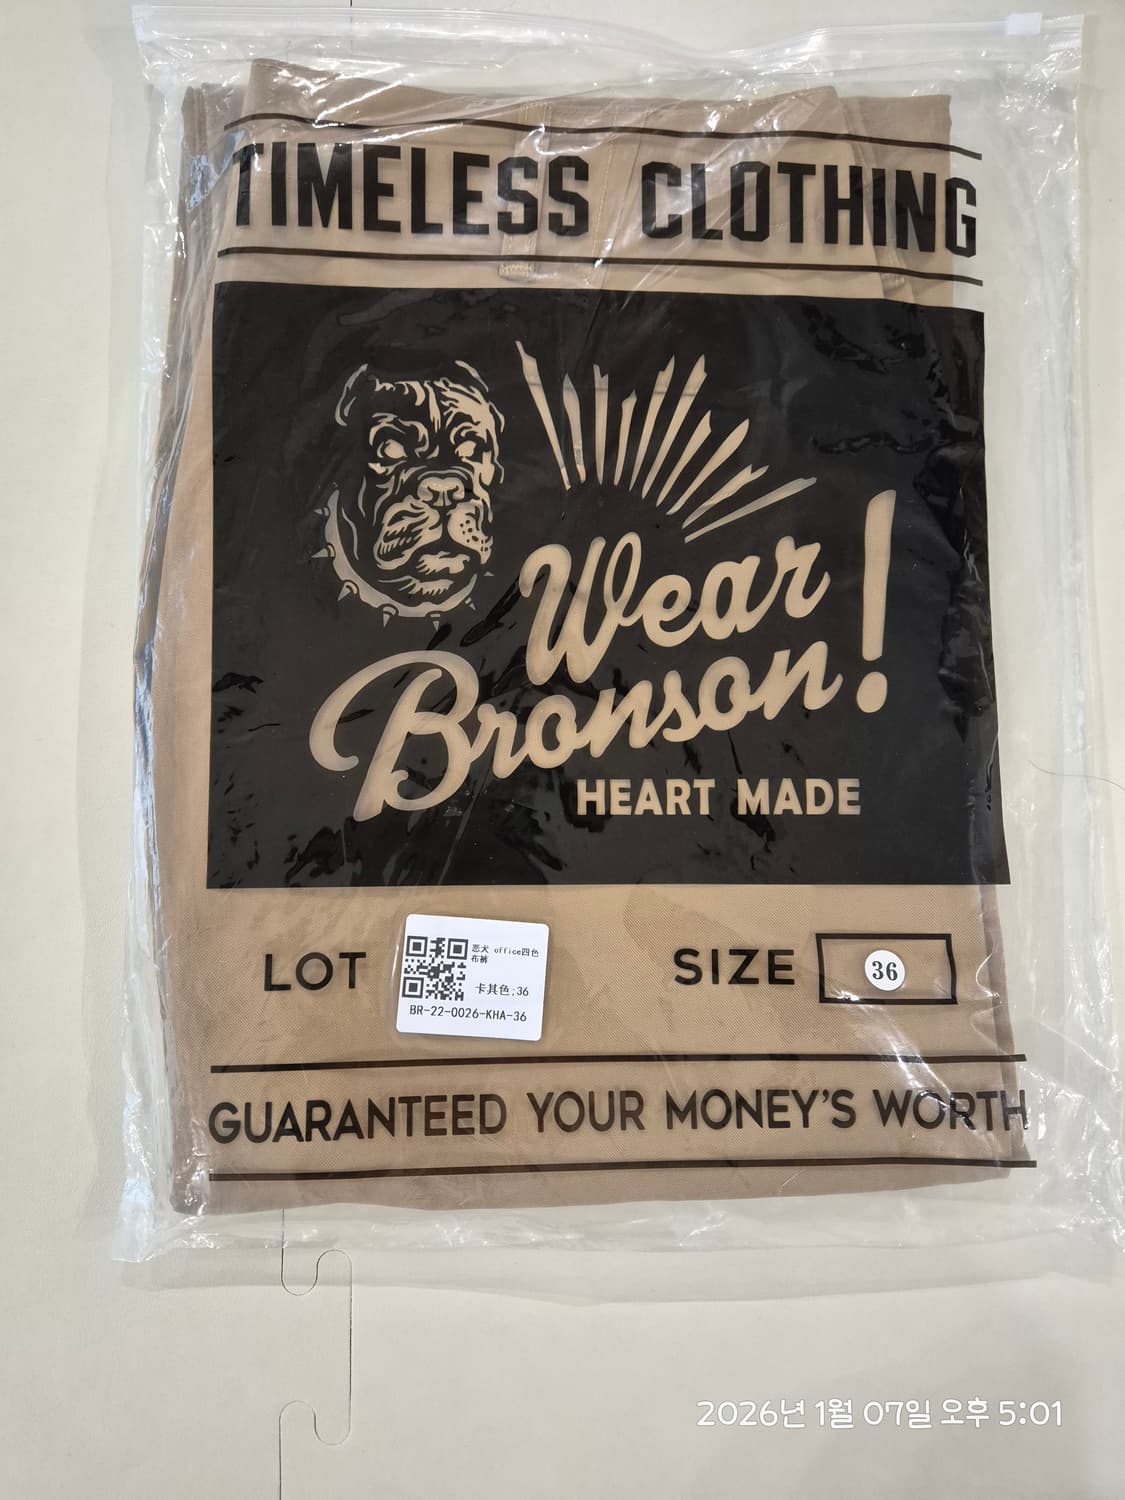 TIMELESS CLOTHING
Wear
Bronson!
HEART MADE
LOT
恋犬 office四色
布裤
卡其色;36
BR-22-0026-KHA-36
SIZE 36
GUARANTEED YOUR MONEY'S WORTH
2026년 1월 07일 오후 5:01